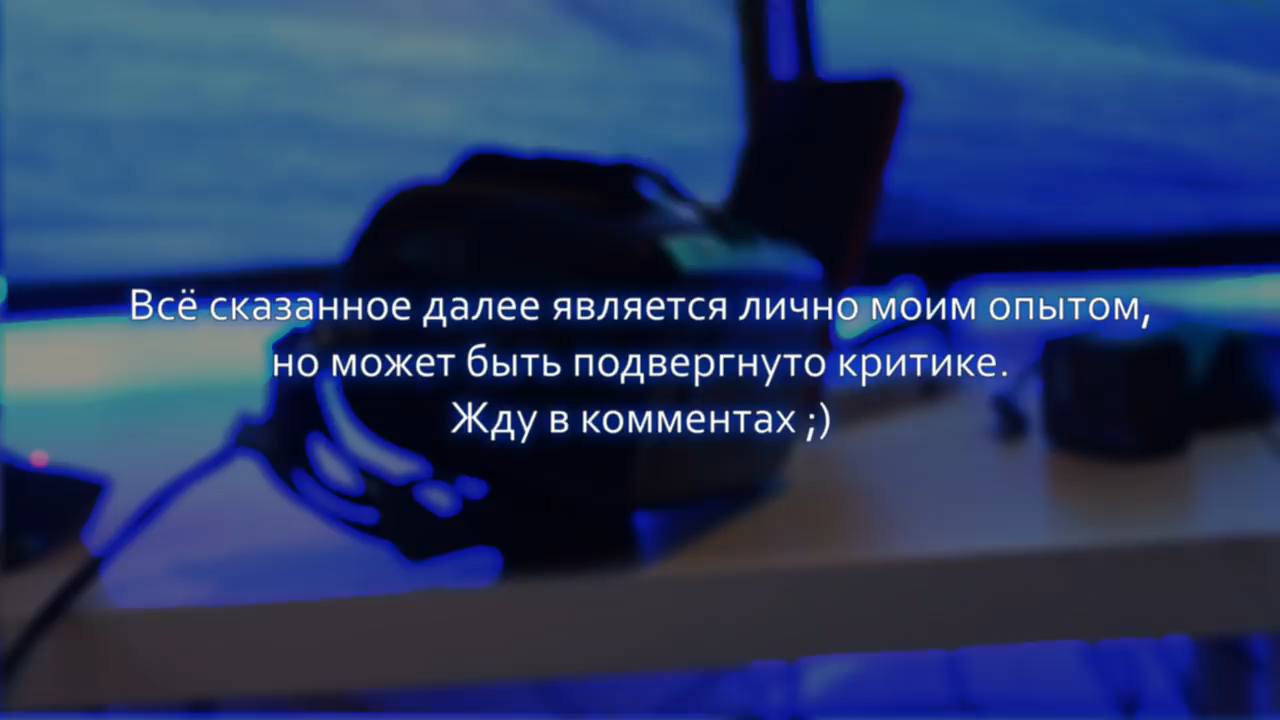 Всё сказанное далее является лично моим опытом,
но может быть подвергнуто критике.
Жду в комментах ;)